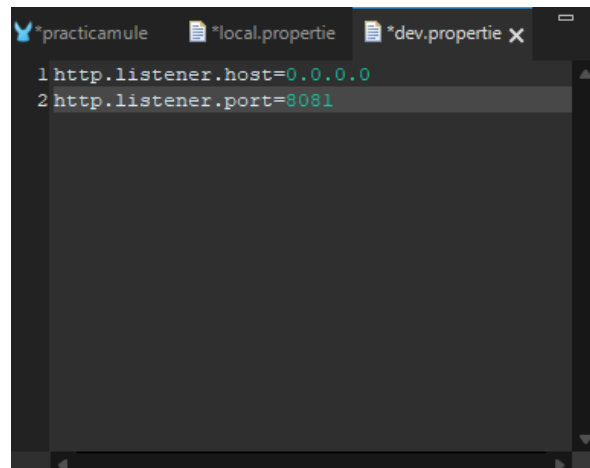 *practicamule
*local.propertie
*dev.propertie
1 http.listener.host=0.0.0.0
2 http.listener.port=8081